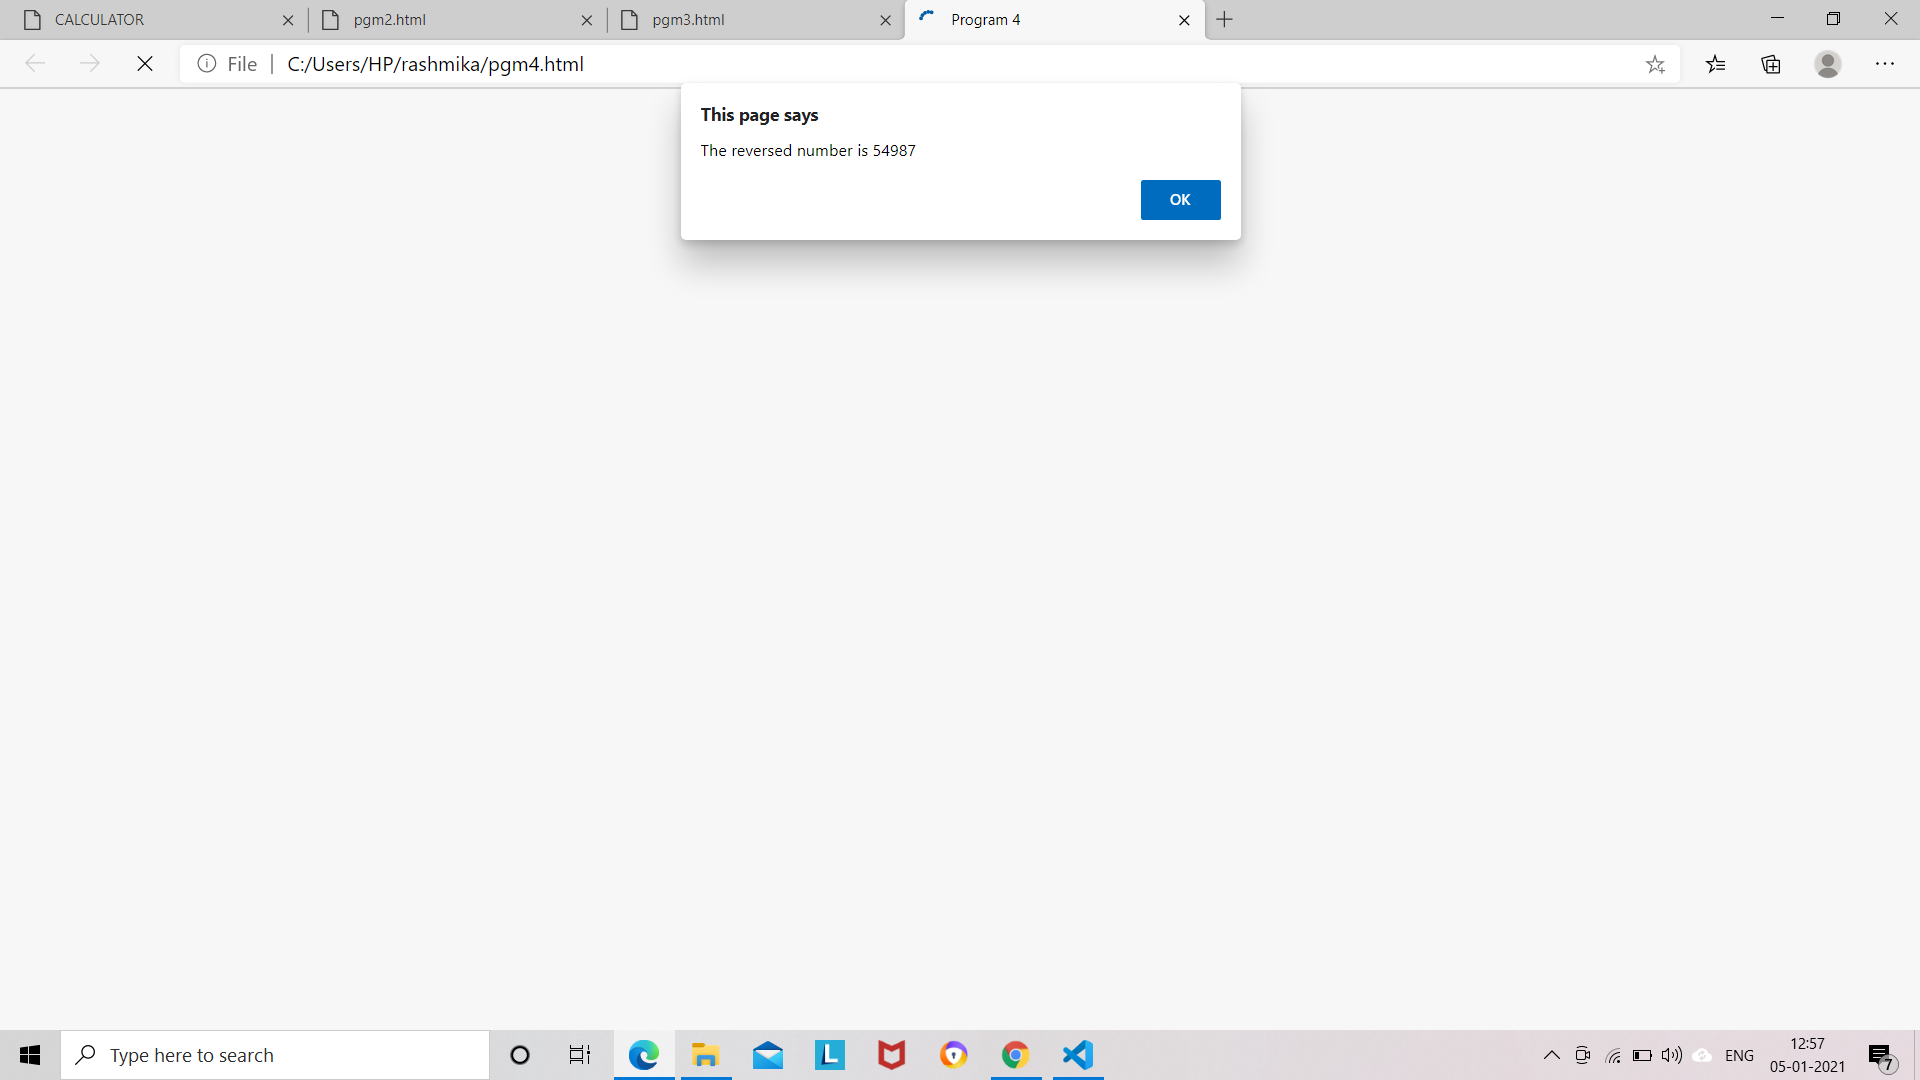 CALCULATOR
pgm2.html
pgm3.html
Program 4
File
C:/Users/HP/rashmika/pgm4.html
This page says
The reversed number is 54987
OK
Type here to search
L
ENG
12:57
05-01-2021
7